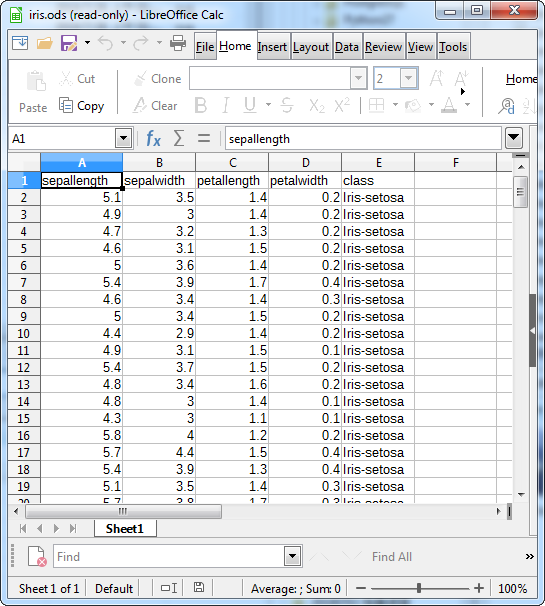 iris.ods (read-only) - LibreOffice Calc
File Home Insert Layout Data Review View Tools
Cut Clone 2 Home
Paste Copy Clear B I U S X₂ X²
A1 fx Σ = sepallength
A B C D E F
1 sepallength sepalwidth petallength petalwidth class
2 5.1 3.5 1.4 0.2 Iris-setosa
3 4.9 3 1.4 0.2 Iris-setosa
4 4.7 3.2 1.3 0.2 Iris-setosa
5 4.6 3.1 1.5 0.2 Iris-setosa
6 5 3.6 1.4 0.2 Iris-setosa
7 5.4 3.9 1.7 0.4 Iris-setosa
8 4.6 3.4 1.4 0.3 Iris-setosa
9 5 3.4 1.5 0.2 Iris-setosa
10 4.4 2.9 1.4 0.2 Iris-setosa
11 4.9 3.1 1.5 0.1 Iris-setosa
12 5.4 3.7 1.5 0.2 Iris-setosa
13 4.8 3.4 1.6 0.2 Iris-setosa
14 4.8 3 1.4 0.1 Iris-setosa
15 4.3 3 1.1 0.1 Iris-setosa
16 5.8 4 1.2 0.2 Iris-setosa
17 5.7 4.4 1.5 0.4 Iris-setosa
18 5.4 3.9 1.3 0.4 Iris-setosa
19 5.1 3.5 1.4 0.3 Iris-setosa
20 5.7 3.8 1.7 0.3 Iris-setosa
Sheet1
Find Find All
Sheet 1 of 1 Default Average: ; Sum: 0 100%